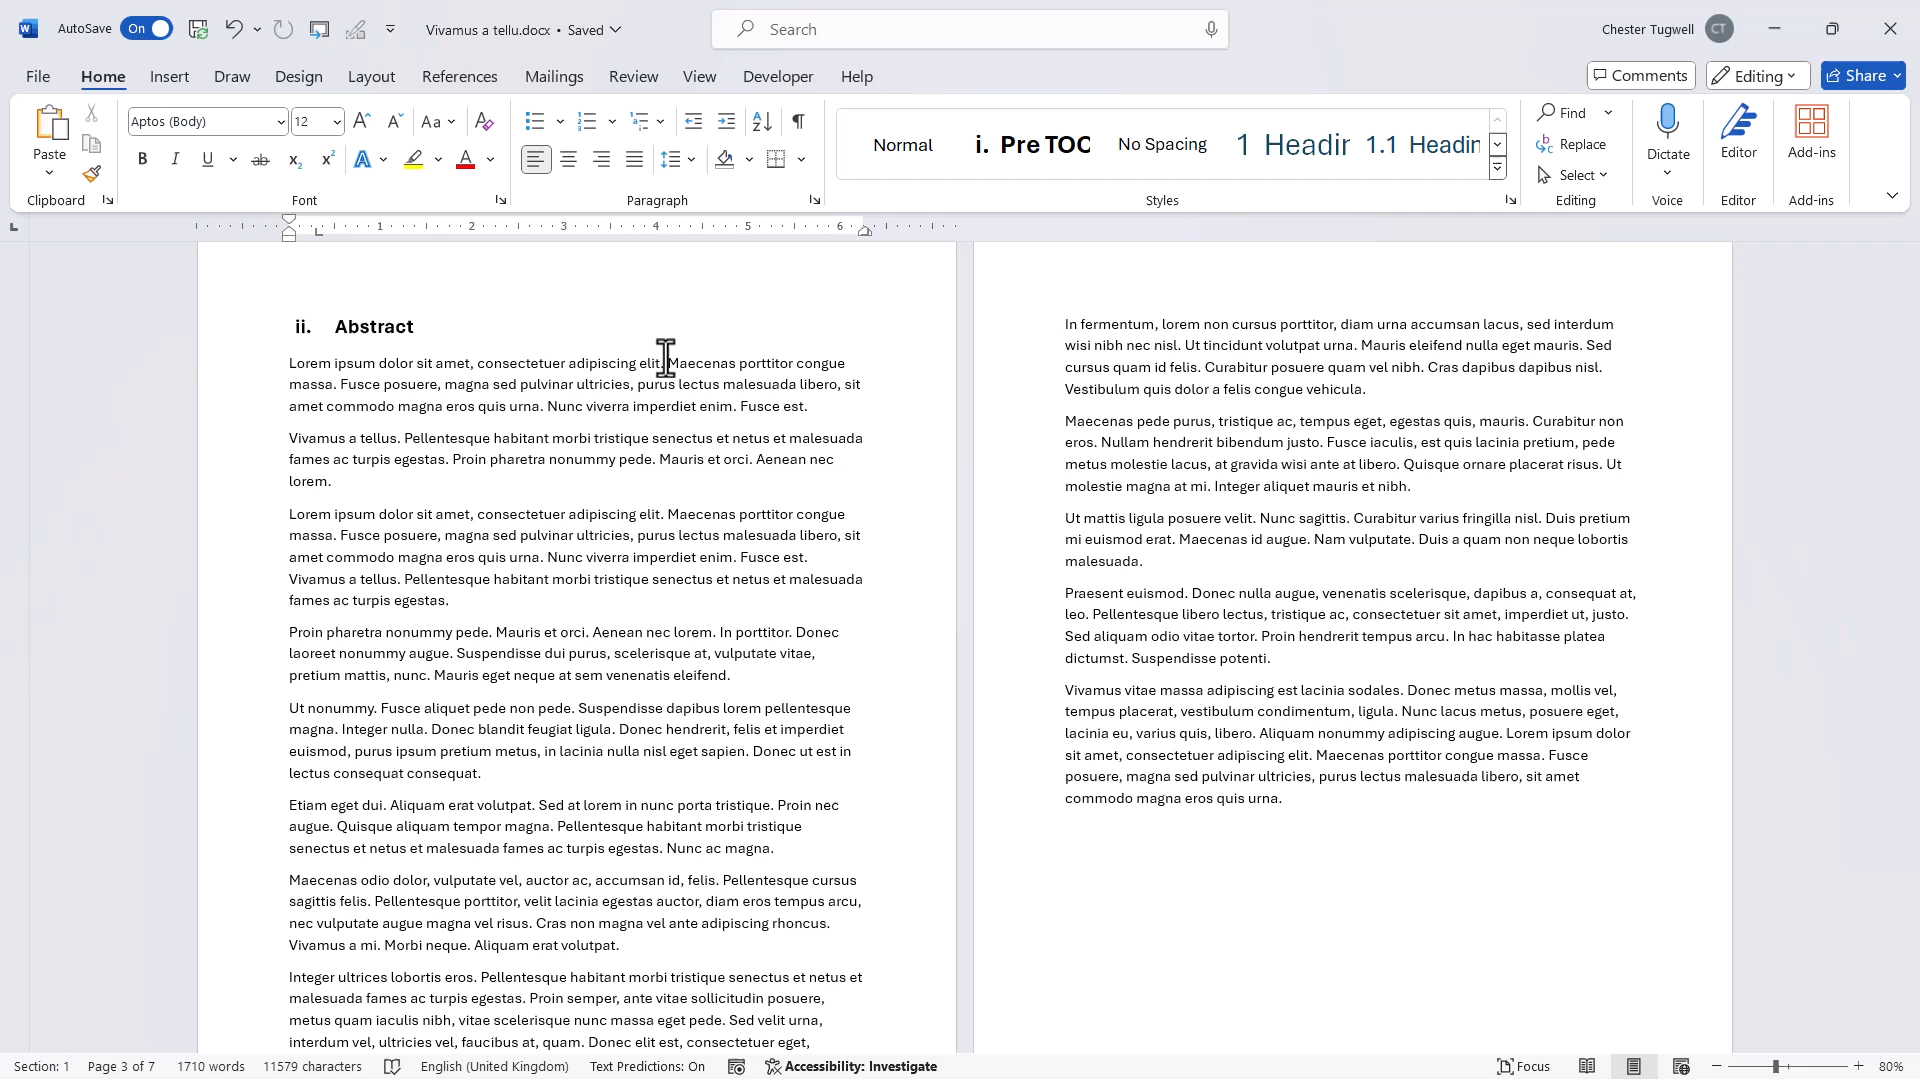 AutoSave On Vivamus a tellu.docx • Saved Search Chester Tugwell CT
File Home Insert Draw Design Layout References Mailings Review View Developer Help Comments Editing Share
Paste
Clipboard
Aptos (Body) 12
Aa
B I U ab x₂ x² A A
Font
Paragraph
Normal i. Pre TOC No Spacing 1 Headir 1.1 Headin
Styles
Find
Replace
Select
Editing
Dictate
Voice
Editor
Editor
Add-ins
Add-ins
1 2 3 4 5 6
ii. Abstract
Lorem ipsum dolor sit amet, consectetuer adipiscing elit. Maecenas porttitor congue
massa. Fusce posuere, magna sed pulvinar ultricies, purus lectus malesuada libero, sit
amet commodo magna eros quis urna. Nunc viverra imperdiet enim. Fusce est.
Vivamus a tellus. Pellentesque habitant morbi tristique senectus et netus et malesuada
fames ac turpis egestas. Proin pharetra nonummy pede. Mauris et orci. Aenean nec
lorem.
Lorem ipsum dolor sit amet, consectetuer adipiscing elit. Maecenas porttitor congue
massa. Fusce posuere, magna sed pulvinar ultricies, purus lectus malesuada libero, sit
amet commodo magna eros quis urna. Nunc viverra imperdiet enim. Fusce est.
Vivamus a tellus. Pellentesque habitant morbi tristique senectus et netus et malesuada
fames ac turpis egestas.
Proin pharetra nonummy pede. Mauris et orci. Aenean nec lorem. In porttitor. Donec
laoreet nonummy augue. Suspendisse dui purus, scelerisque at, vulputate vitae,
pretium mattis, nunc. Mauris eget neque at sem venenatis eleifend.
Ut nonummy. Fusce aliquet pede non pede. Suspendisse dapibus lorem pellentesque
magna. Integer nulla. Donec blandit feugiat ligula. Donec hendrerit, felis et imperdiet
euismod, purus ipsum pretium metus, in lacinia nulla nisl eget sapien. Donec ut est in
lectus consequat consequat.
Etiam eget dui. Aliquam erat volutpat. Sed at lorem in nunc porta tristique. Proin nec
augue. Quisque aliquam tempor magna. Pellentesque habitant morbi tristique
senectus et netus et malesuada fames ac turpis egestas. Nunc ac magna.
Maecenas odio dolor, vulputate vel, auctor ac, accumsan id, felis. Pellentesque cursus
sagittis felis. Pellentesque porttitor, velit lacinia egestas auctor, diam eros tempus arcu,
nec vulputate augue magna vel risus. Cras non magna vel ante adipiscing rhoncus.
Vivamus a mi. Morbi neque. Aliquam erat volutpat.
Integer ultrices lobortis eros. Pellentesque habitant morbi tristique senectus et netus et
malesuada fames ac turpis egestas. Proin semper, ante vitae sollicitudin posuere,
metus quam iaculis nibh, vitae scelerisque nunc massa eget pede. Sed velit urna,
interdum vel, ultricies vel, faucibus at, quam. Donec elit est, consectetuer eget,
In fermentum, lorem non cursus porttitor, diam urna accumsan lacus, sed interdum
wisi nibh nec nisl. Ut tincidunt volutpat urna. Mauris eleifend nulla eget mauris. Sed
cursus quam id felis. Curabitur posuere quam vel nibh. Cras dapibus dapibus nisl.
Vestibulum quis dolor a felis congue vehicula.
Maecenas pede purus, tristique ac, tempus eget, egestas quis, mauris. Curabitur non
eros. Nullam hendrerit bibendum justo. Fusce iaculis, est quis lacinia pretium, pede
metus molestie lacus, at gravida wisi ante at libero. Quisque ornare placerat risus. Ut
molestie magna at mi. Integer aliquet mauris et nibh.
Ut mattis ligula posuere velit. Nunc sagittis. Curabitur varius fringilla nisl. Duis pretium
mi euismod erat. Maecenas id augue. Nam vulputate. Duis a quam non neque lobortis
malesuada.
Praesent euismod. Donec nulla augue, venenatis scelerisque, dapibus a, consequat at,
leo. Pellentesque libero lectus, tristique ac, consectetuer sit amet, imperdiet ut, justo.
Sed aliquam odio vitae tortor. Proin hendrerit tempus arcu. In hac habitasse platea
dictumst. Suspendisse potenti.
Vivamus vitae massa adipiscing est lacinia sodales. Donec metus massa, mollis vel,
tempus placerat, vestibulum condimentum, ligula. Nunc lacus metus, posuere eget,
lacinia eu, varius quis, libero. Aliquam nonummy adipiscing augue. Lorem ipsum dolor
sit amet, consectetuer adipiscing elit. Maecenas porttitor congue massa. Fusce
posuere, magna sed pulvinar ultricies, purus lectus malesuada libero, sit amet
commodo magna eros quis urna.
Section: 1 Page 3 of 7 1710 words 11579 characters English (United Kingdom) Text Predictions: On Accessibility: Investigate Focus 80%